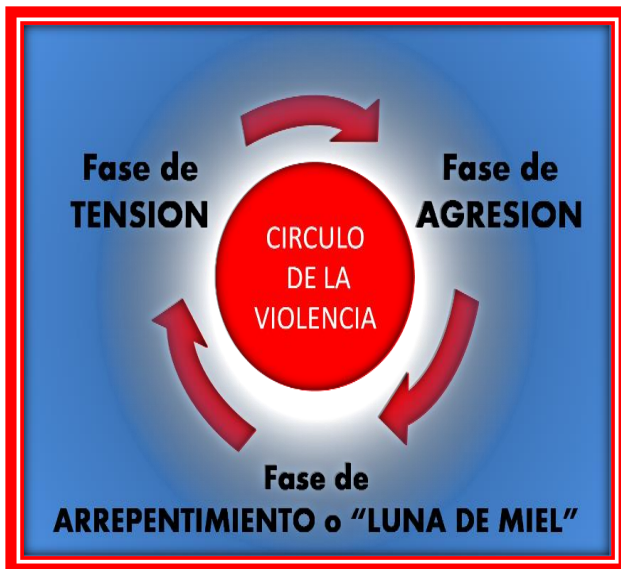 Fase de
TENSION
Fase de
AGRESION
CIRCULO
DE LA
VIOLENCIA
Fase de
ARREPENTIMIENTO o “LUNA DE MIEL”